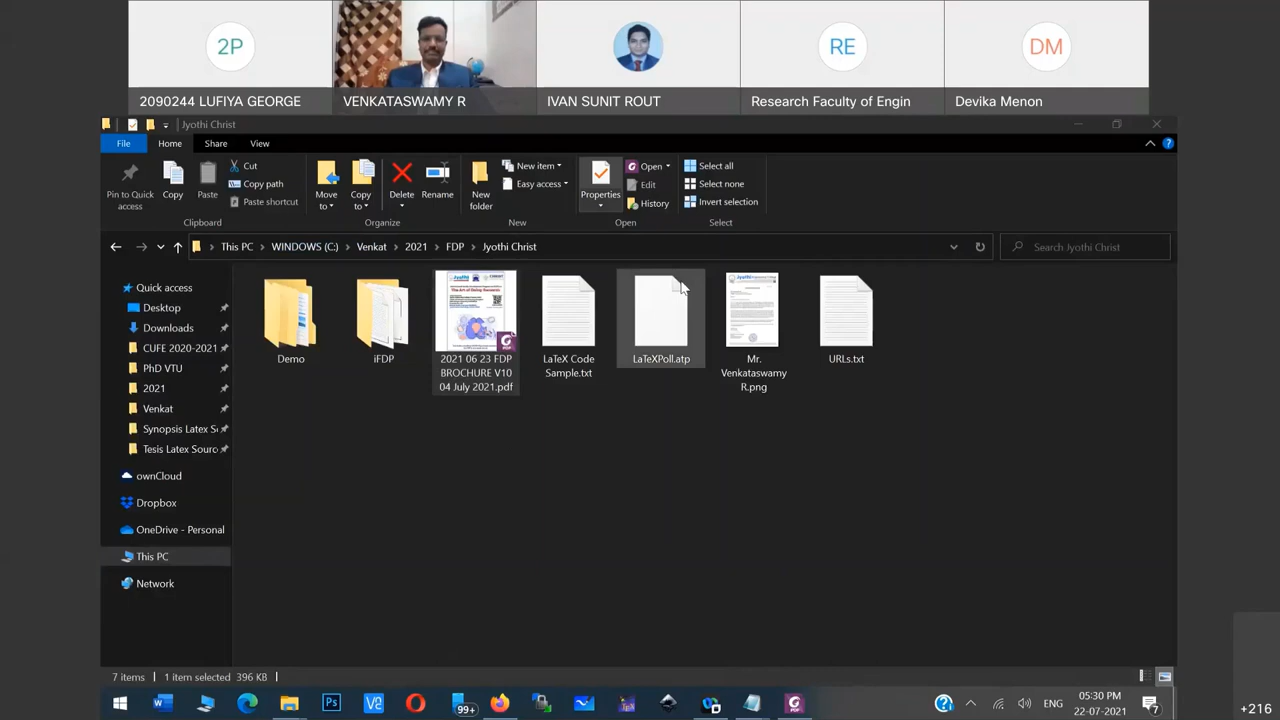 2P
RE
DM
2090244 LUFIYA GEORGE
VENKATASWAMY R
IVAN SUNIT ROUT
Research Faculty of Engin
Devika Menon
Jyothi Christ
File
Home
Share
View
Pin to Quick
access
Copy
Paste
Cut
Copy path
Paste shortcut
Clipboard
Move
to
Copy
to
Delete
Rename
Organize
New
folder
New item
Easy access
New
Properties
Open
Edit
History
Open
Select all
Select none
Invert selection
Select
This PC > WINDOWS (C:) > Venkat > 2021 > FDP > Jyothi Christ
Search Jyothi Christ
Quick access
Desktop
Downloads
CUFE 2020-2021
PhD VTU
2021
Venkat
Synopsis Latex S
Tesis Latex Sourc
ownCloud
Dropbox
OneDrive - Personal
This PC
Network
Demo
iFDP
2021 06 23 FDP
BROCHURE V10
04 July 2021.pdf
LaTeX Code
Sample.txt
LaTeXPoll.atp
Mr.
Venkataswamy
R.png
URLs.txt
7 items
1 item selected 396 KB
99+
ENG
05:30 PM
22-07-2021
7
+216